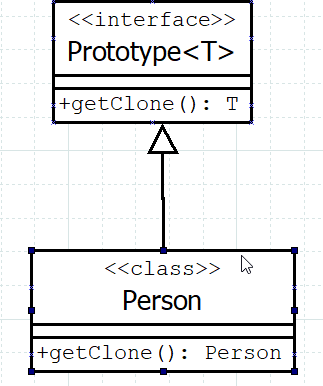 <<interface>>
Prototype<T>
+getClone(): T
<<class>>
Person
+getClone(): Person